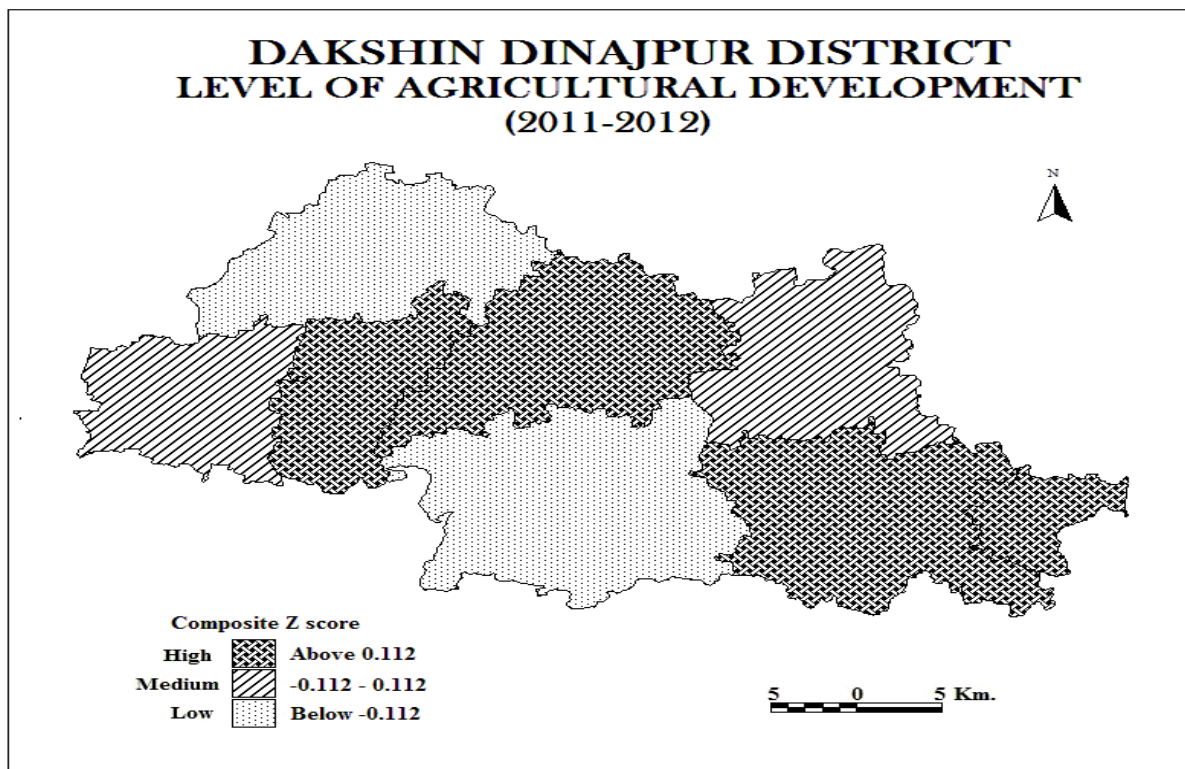 DAKSHIN DINAJPUR DISTRICT
LEVEL OF AGRICULTURAL DEVELOPMENT
(2011-2012)
N
Composite Z score
High Above 0.112
Medium -0.112 - 0.112
Low Below -0.112
5 0 5 Km.